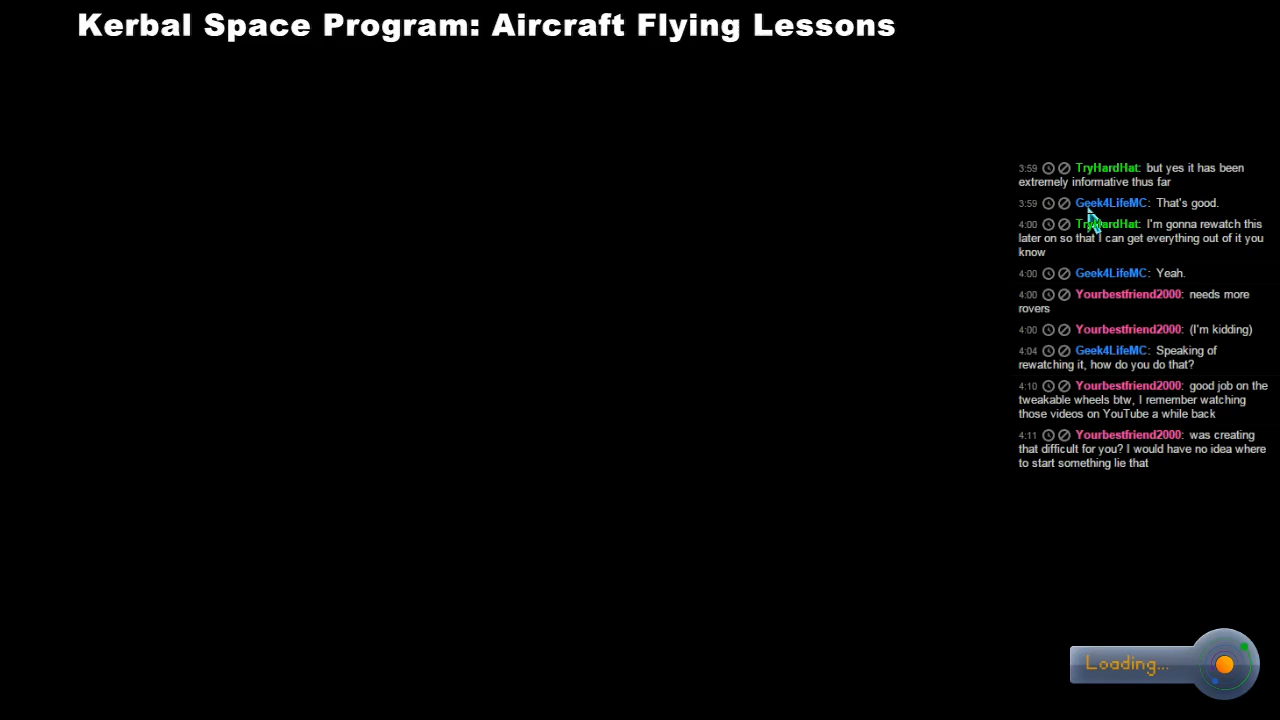 Kerbal Space Program: Aircraft Flying Lessons
3:59 TryHardHat: but yes it has been
extremely informative thus far
3:59 Geek4LifeMC: That's good.
4:00 TryHardHat: I'm gonna rewatch this
later on so that I can get everything out of it you
know
4:00 Geek4LifeMC: Yeah.
4:00 Yourbestfriend2000: needs more
rovers
4:00 Yourbestfriend2000: (I'm kidding)
4:04 Geek4LifeMC: Speaking of
rewatching it, how do you do that?
4:10 Yourbestfriend2000: good job on the
tweakable wheels btw, I remember watching
those videos on YouTube a while back
4:11 Yourbestfriend2000: was creating
that difficult for you? I would have no idea where
to start something lie that
Loading...